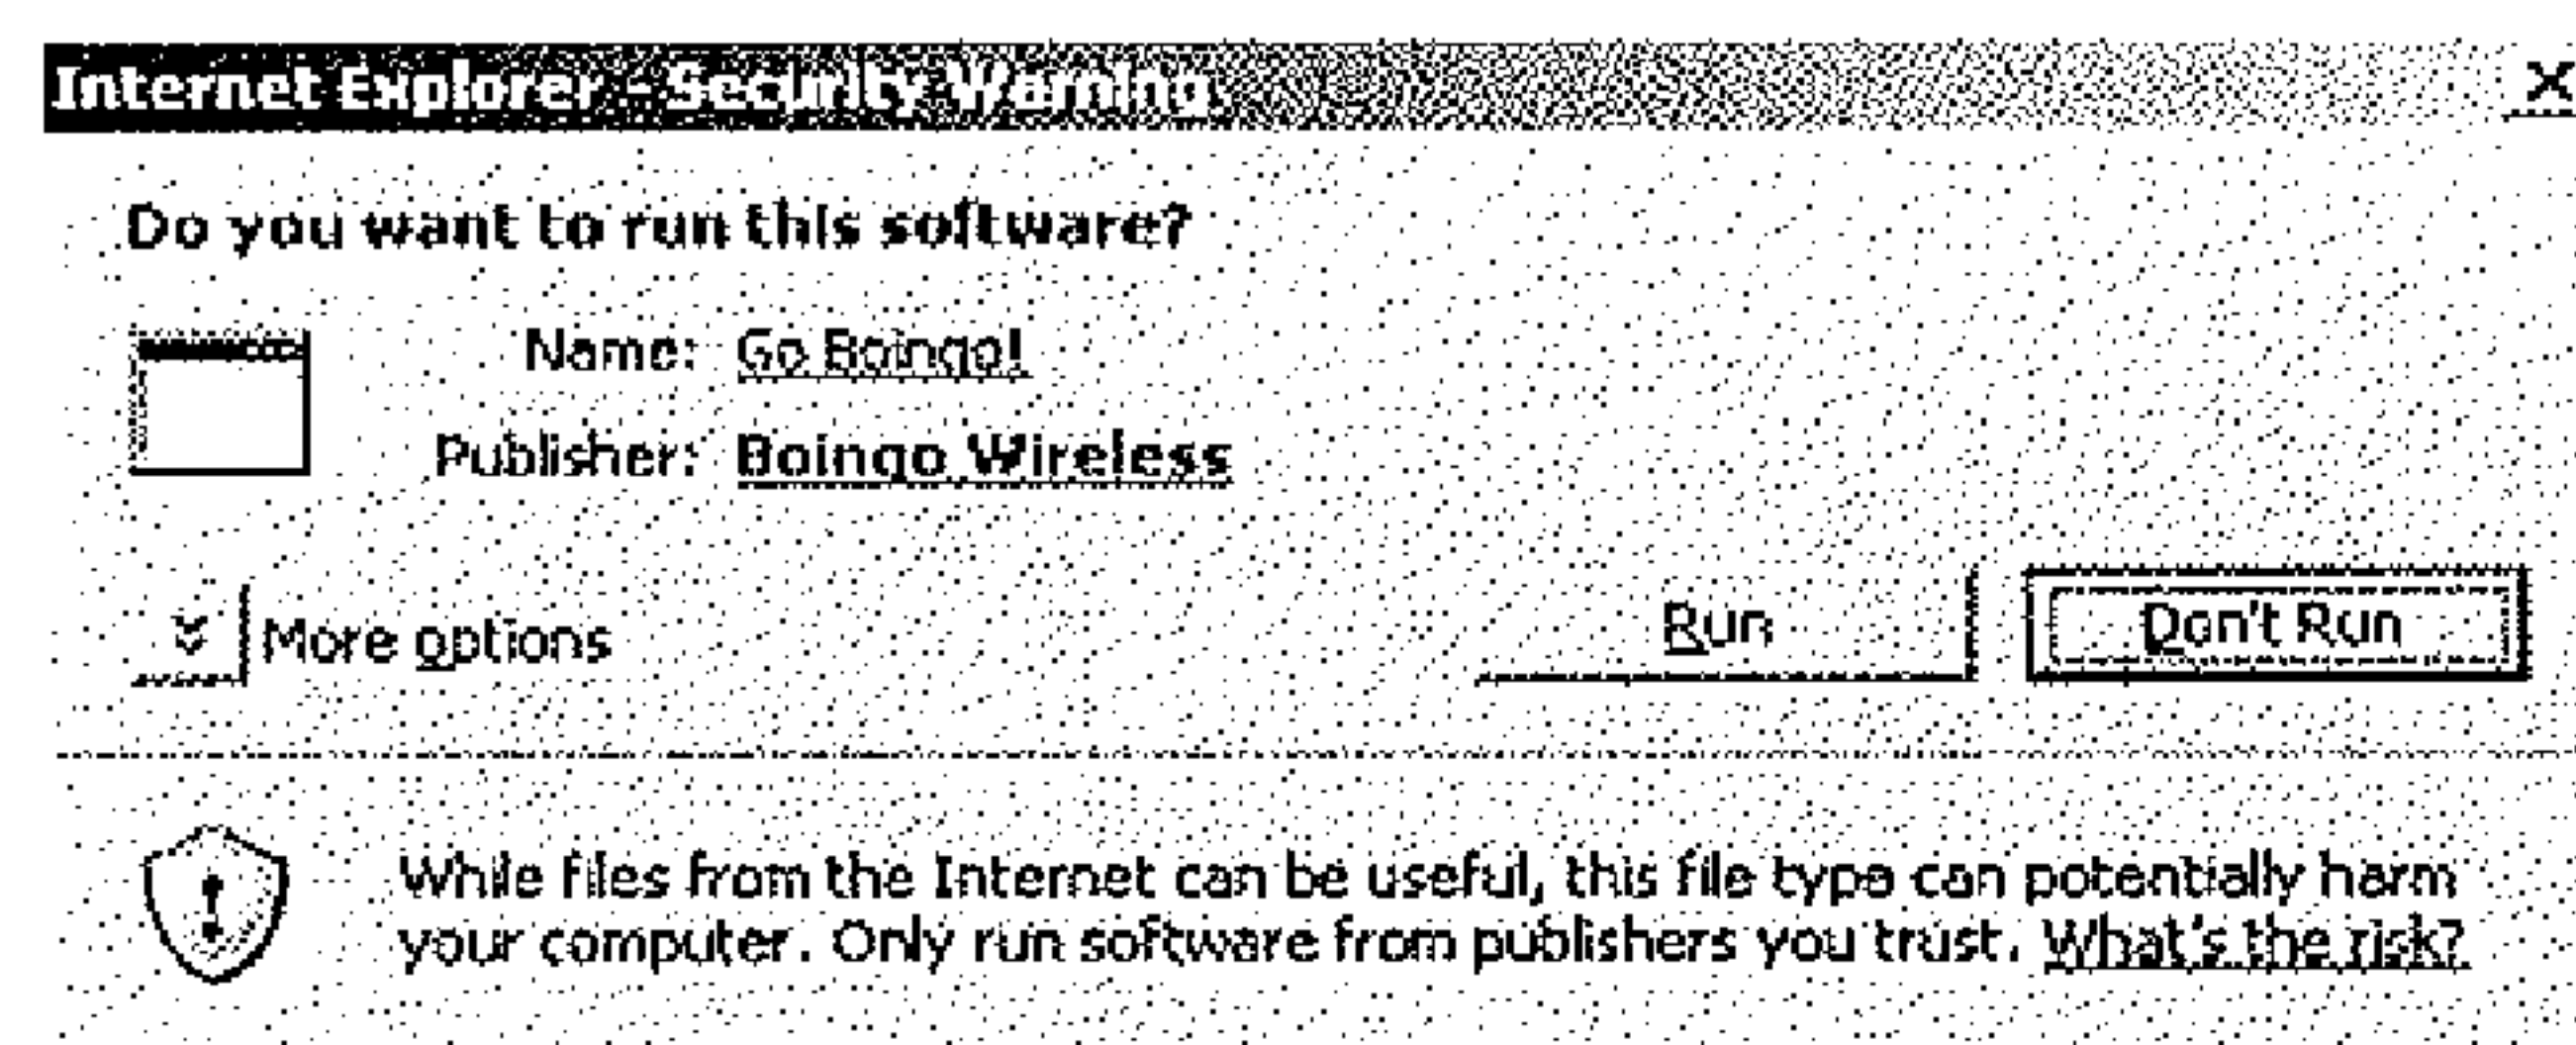 Internet Explorer - Security Warning
Do you want to run this software?
Name: Go Boingo!
Publisher: Boingo Wireless
More options
Run
Don't Run
While files from the Internet can be useful, this file type can potentially harm
your computer. Only run software from publishers you trust. What's the risk?